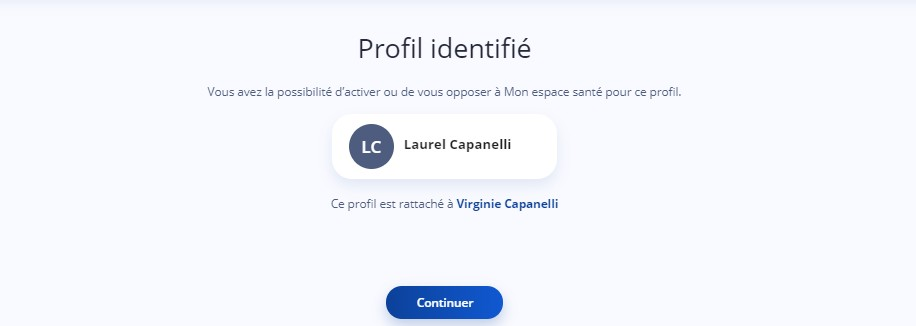 Profil identifié
Vous avez la possibilité d'activer ou de vous opposer à Mon espace santé pour ce profil.
LC Laurel Capanelli
Ce profil est rattaché à Virginie Capanelli
Continuer